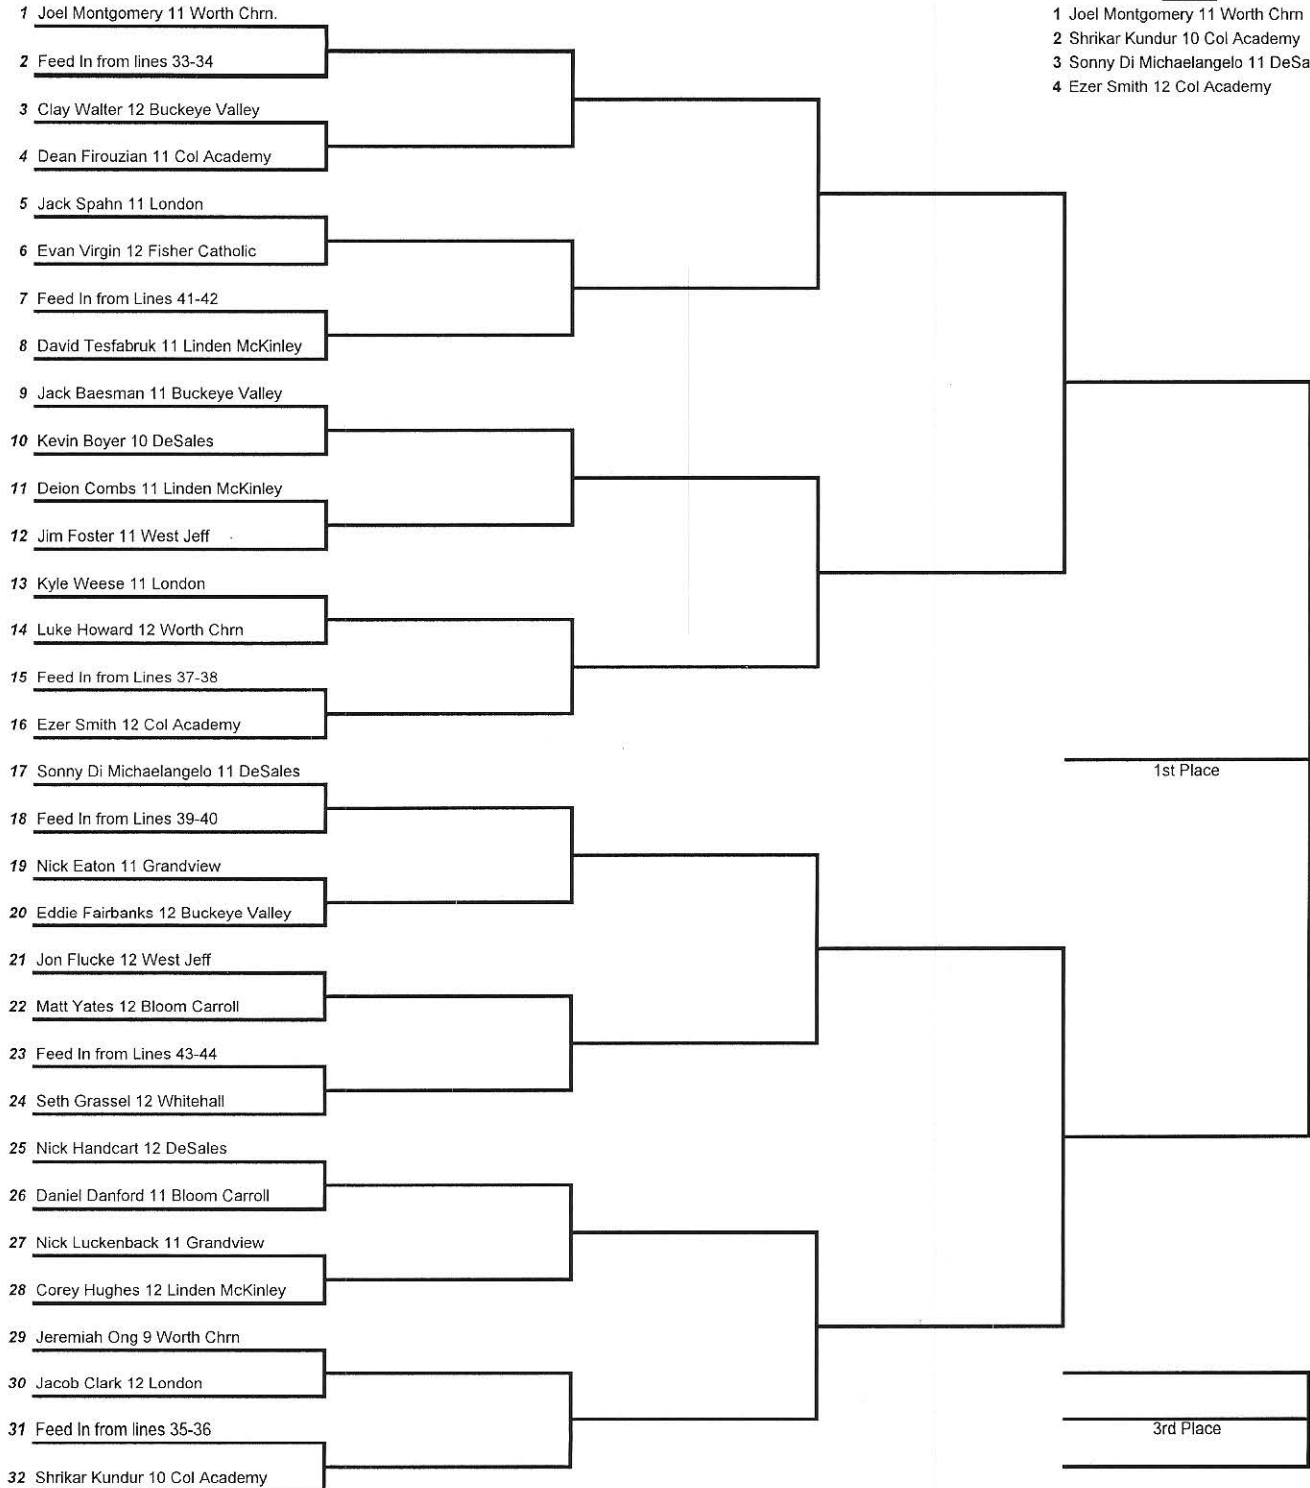 1 Joel Montgomery 11 Worth Chrn.
2 Feed In from lines 33-34
3 Clay Walter 12 Buckeye Valley
4 Dean Firouzian 11 Col Academy
5 Jack Spahn 11 London
6 Evan Virgin 12 Fisher Catholic
7 Feed In from Lines 41-42
8 David Tesfabruk 11 Linden McKinley
9 Jack Baesman 11 Buckeye Valley
10 Kevin Boyer 10 DeSales
11 Deion Combs 11 Linden McKinley
12 Jim Foster 11 West Jeff
13 Kyle Weese 11 London
14 Luke Howard 12 Worth Chrn
15 Feed In from Lines 37-38
16 Ezer Smith 12 Col Academy
17 Sonny Di Michaelangelo 11 DeSales
18 Feed In from Lines 39-40
19 Nick Eaton 11 Grandview
20 Eddie Fairbanks 12 Buckeye Valley
21 Jon Flucke 12 West Jeff
22 Matt Yates 12 Bloom Carroll
23 Feed In from Lines 43-44
24 Seth Grassel 12 Whitehall
25 Nick Handcart 12 DeSales
26 Daniel Danford 11 Bloom Carroll
27 Nick Luckenback 11 Grandview
28 Corey Hughes 12 Linden McKinley
29 Jeremiah Ong 9 Worth Chrn
30 Jacob Clark 12 London
31 Feed In from lines 35-36
32 Shrikar Kundur 10 Col Academy
1 Joel Montgomery 11 Worth Chrn
2 Shrikar Kundur 10 Col Academy
3 Sonny Di Michaelangelo 11 DeSa
4 Ezer Smith 12 Col Academy
1st Place
3rd Place